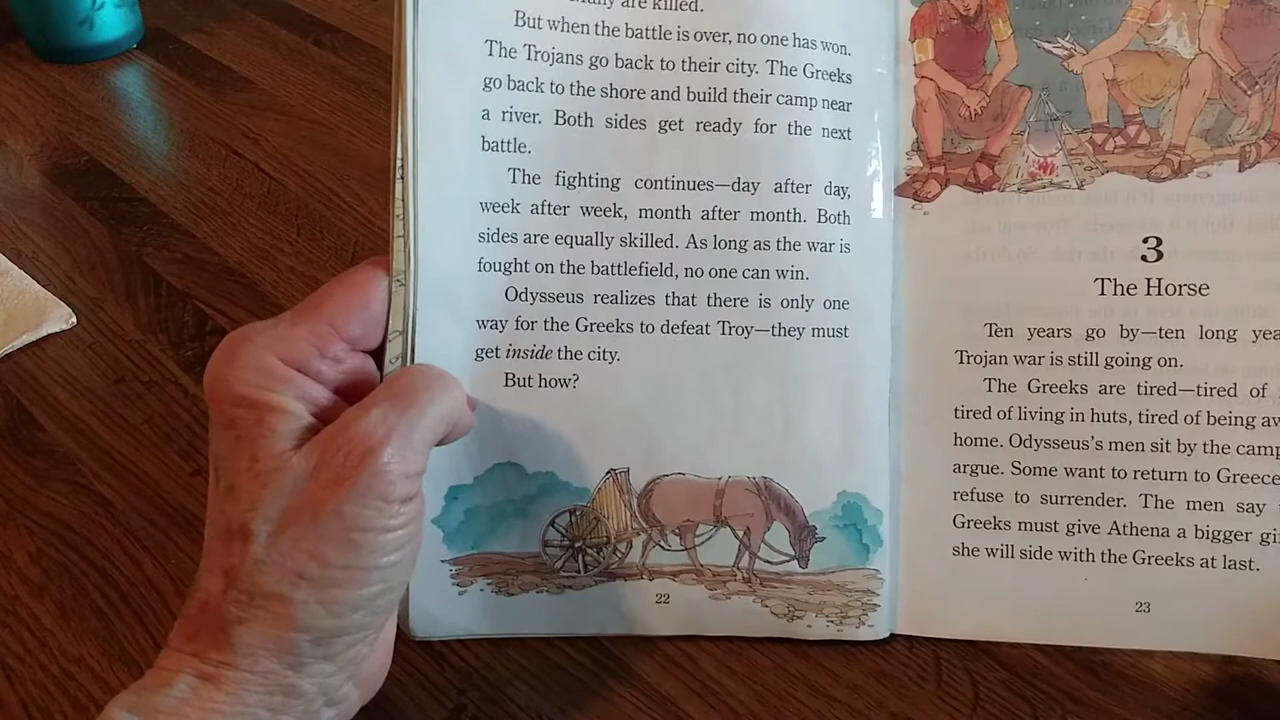 are killed.
But when the battle is over, no one has won.
The Trojans go back to their city. The Greeks
go back to the shore and build their camp near
a river. Both sides get ready for the next
battle.
The fighting continues—day after day,
week after week, month after month. Both
sides are equally skilled. As long as the war is
fought on the battlefield, no one can win.
Odysseus realizes that there is only one
way for the Greeks to defeat Troy—they must
get inside the city.
But how?
22
3
The Horse
Ten years go by—ten long
Trojan war is still going on.
The Greeks are tired—tired of
tired of living in huts, tired of being
home. Odysseus's men sit by the
argue. Some want to return to Greece
refuse to surrender. The men say
Greeks must give Athena a bigger
she will side with the Greeks at last.
23